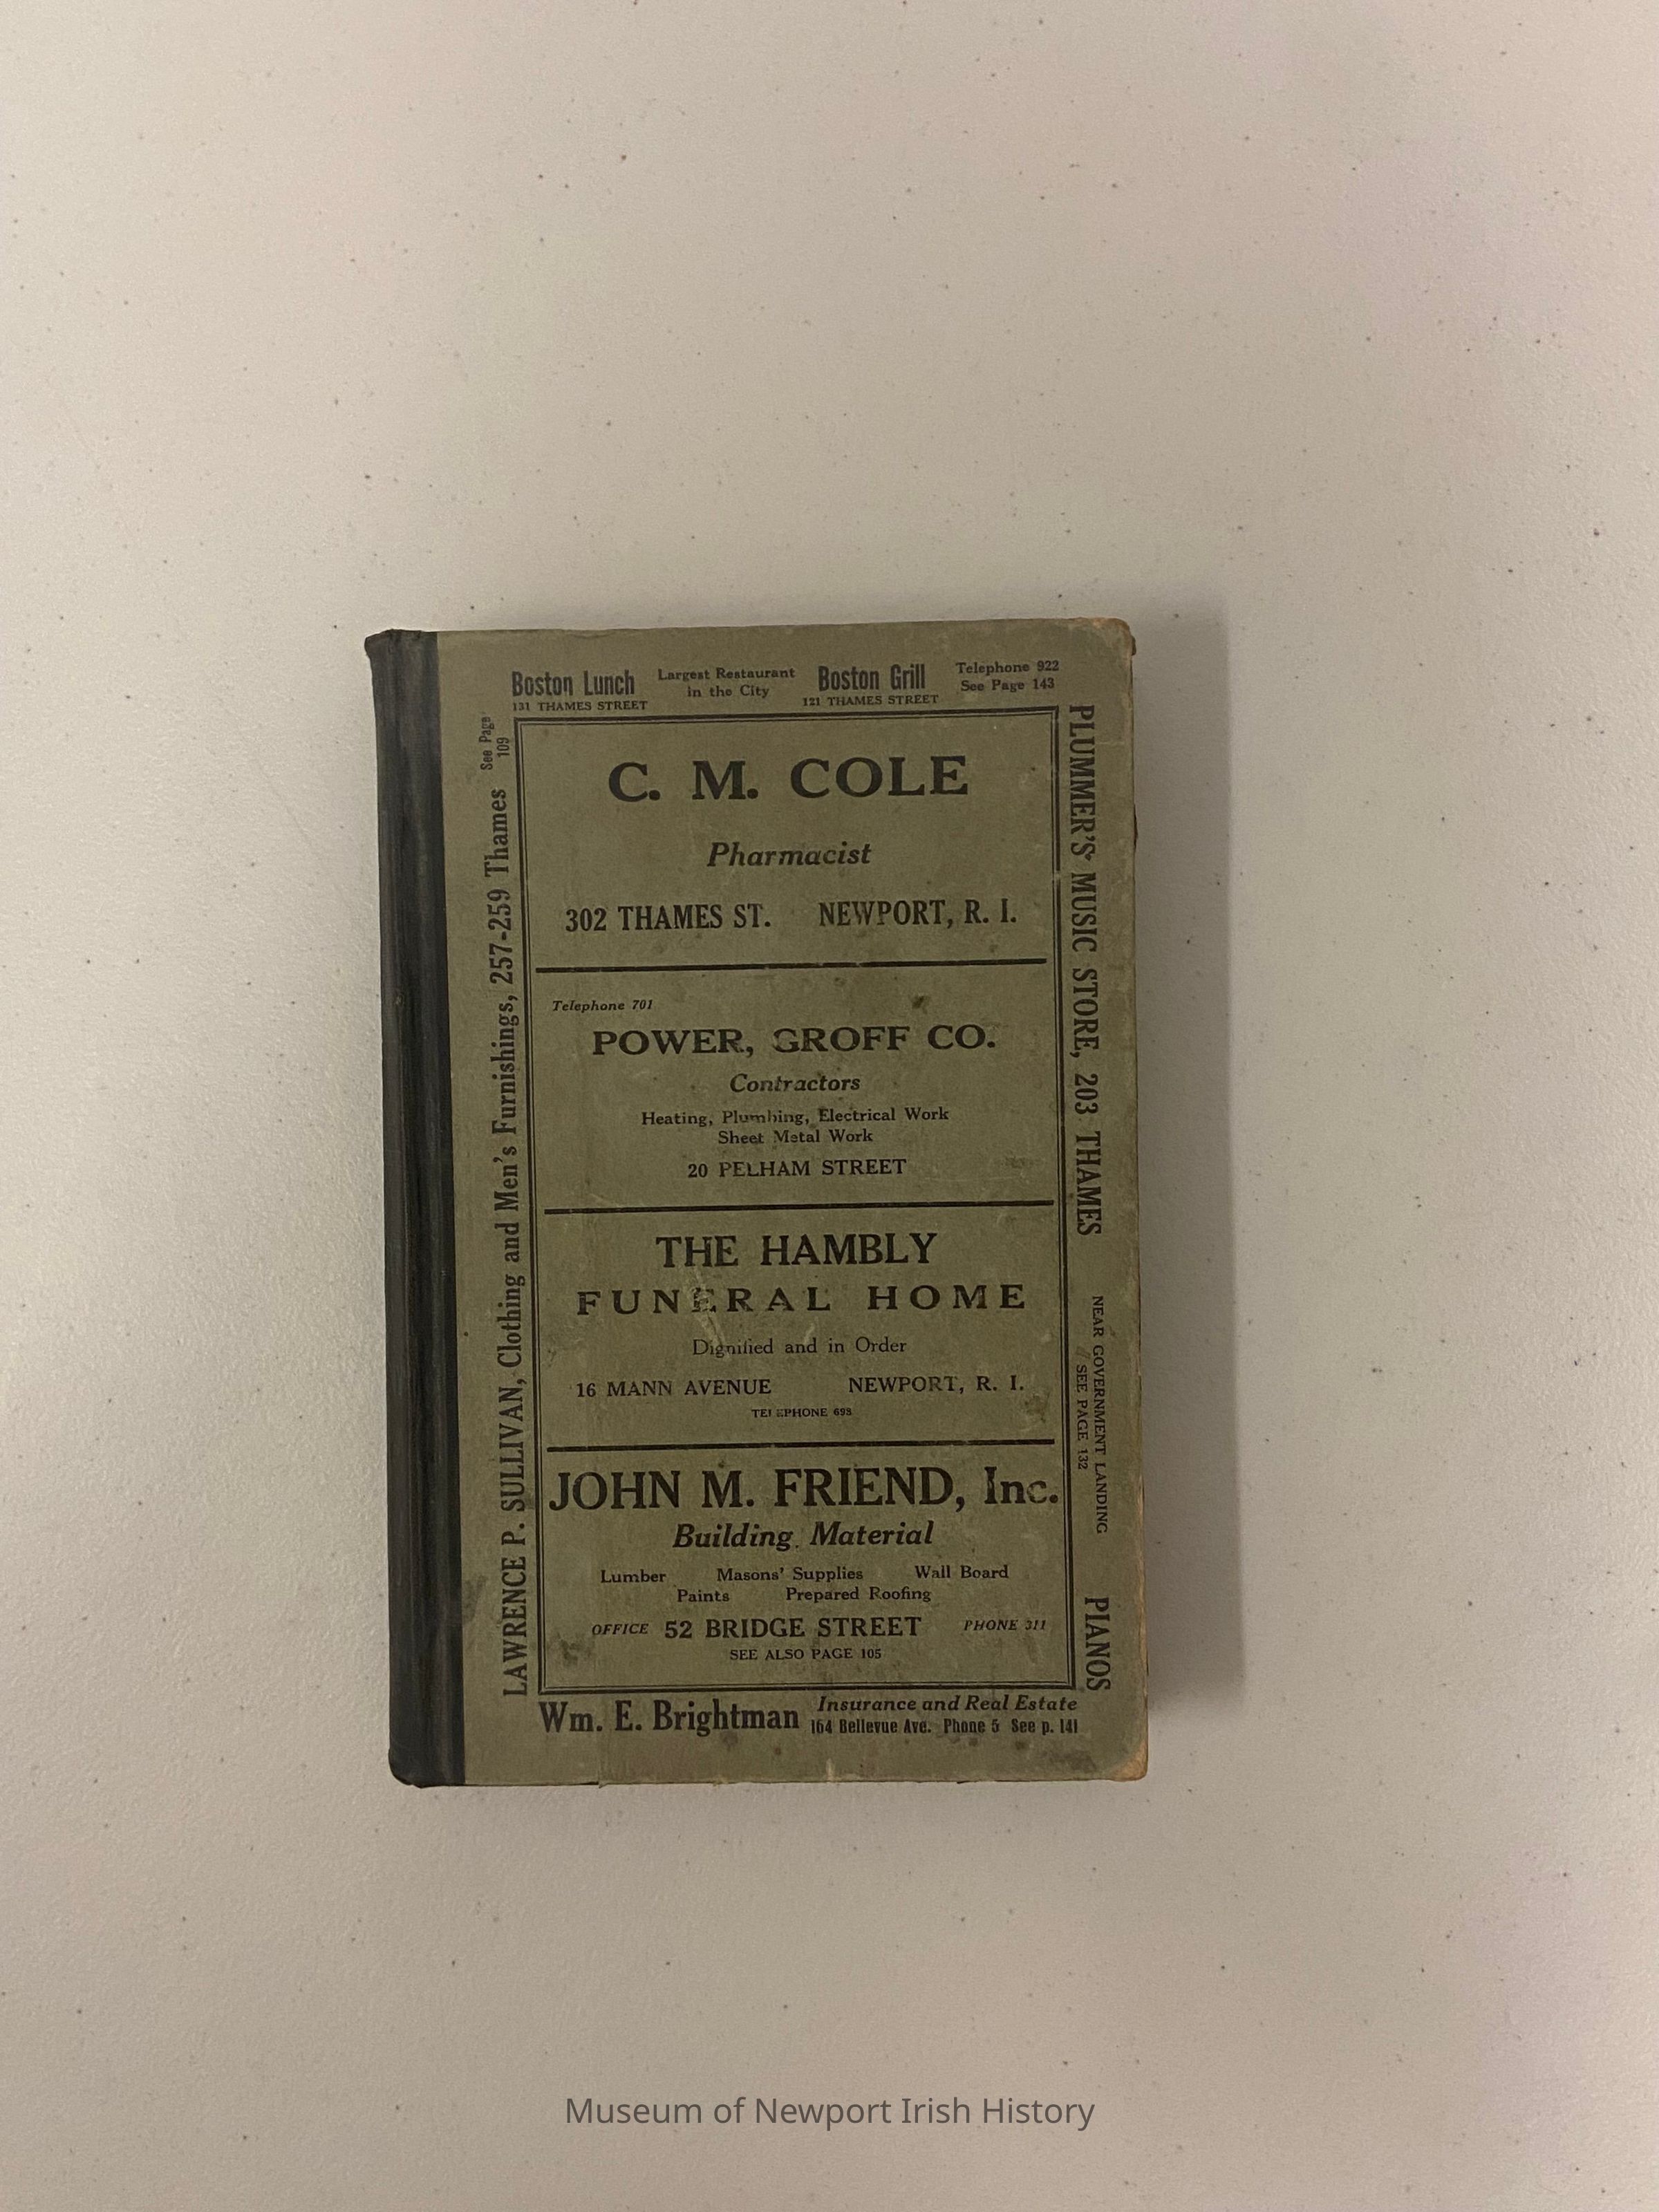 Boston Lunch
131 THAMES STREET
Largest Restaurant
in the City
Boston Grill
121 THAMES STREET
Telephone 922
See Page 143
LAWRENCE P. SULLIVAN, Clothing and Men's Furnishings, 257-259 Thames
See Page
109
C. M. COLE
Pharmacist
302 THAMES ST. NEWPORT, R. I.
Telephone 701
POWER, GROFF CO.
Contractors
Heating, Plumbing, Electrical Work
Sheet Metal Work
20 PELHAM STREET
THE HAMBLY
FUNERAL HOME
Dignified and in Order
16 MANN AVENUE NEWPORT, R. I.
TELEPHONE 698
JOHN M. FRIEND, Inc.
Building Material
Lumber Masons' Supplies Wall Board
Paints Prepared Roofing
OFFICE 52 BRIDGE STREET PHONE 311
SEE ALSO PAGE 105
PLUMMER'S MUSIC STORE, 203 THAMES
NEAR GOVERNMENT LANDING
SEE PAGE 132
PIANOS
Wm. E. Brightman
Insurance and Real Estate
164 Bellevue Ave. Phone 5 See p. 141
Museum of Newport Irish History